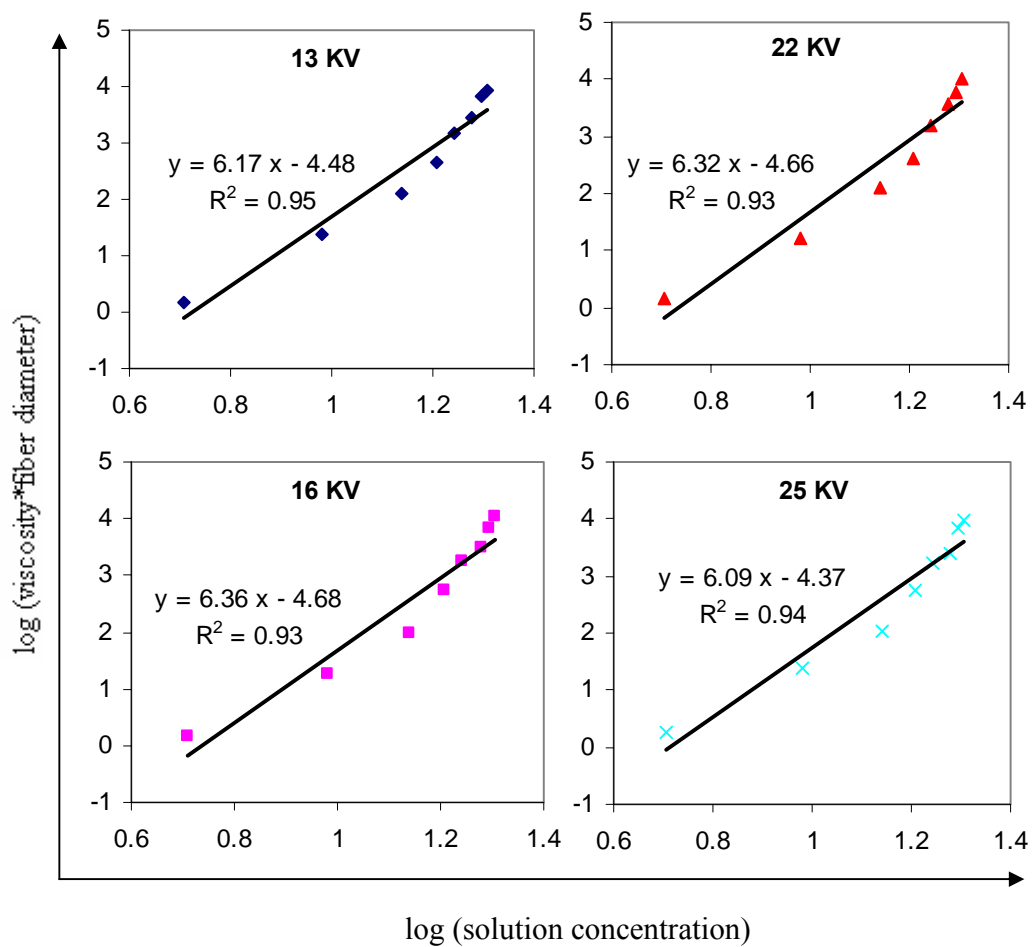 13 KV
y = 6.17 x - 4.48
R² = 0.95
5
4
3
2
1
0
-1
0.6 0.8 1 1.2 1.4
22 KV
y = 6.32 x - 4.66
R² = 0.93
5
4
3
2
1
0
-1
0.6 0.8 1 1.2 1.4
16 KV
y = 6.36 x - 4.68
R² = 0.93
5
4
3
2
1
0
-1
0.6 0.8 1 1.2 1.4
25 KV
y = 6.09 x - 4.37
R² = 0.94
5
4
3
2
1
0
-1
0.6 0.8 1 1.2 1.4
log (viscosity*fiber diameter)
log (solution concentration)